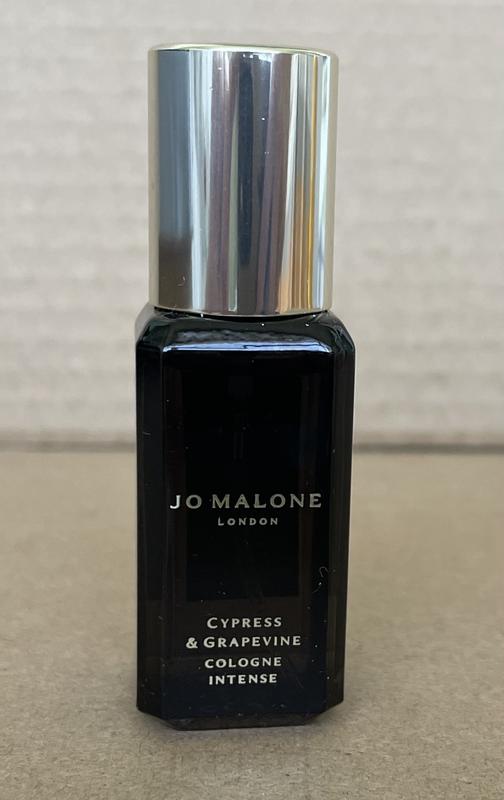 JO MALONE
LONDON
CYPRESS
& GRAPEVINE
COLOGNE
INTENSE